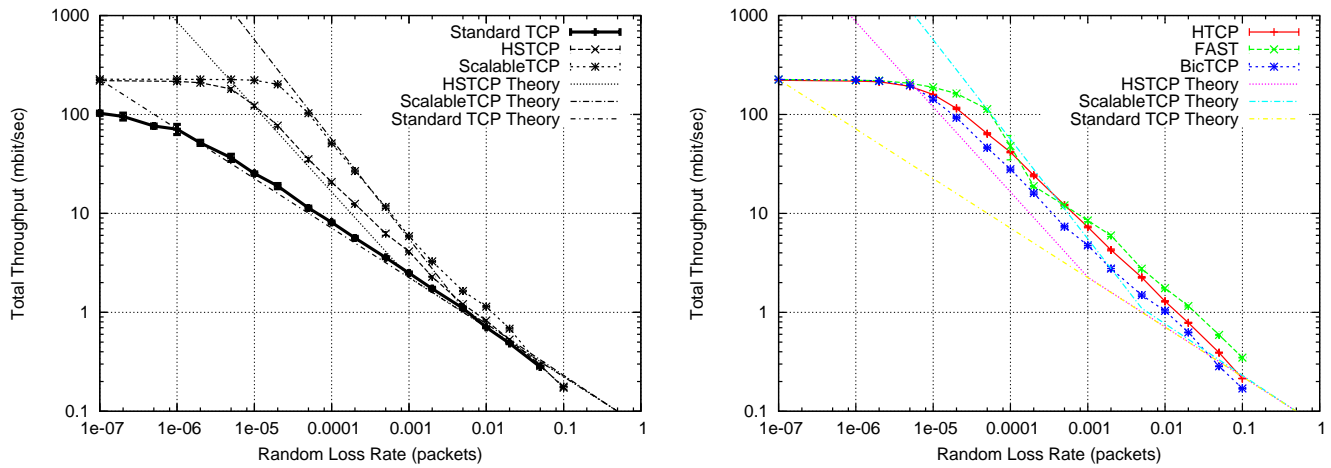 1000
100
10
1
0.1
1e-07
1e-06
1e-05
0.0001
0.001
0.01
0.1
1
Total Throughput (mbit/sec)
Random Loss Rate (packets)
Standard TCP
HSTCP
ScalableTCP
HSTCP Theory
ScalableTCP Theory
Standard TCP Theory
1000
100
10
1
0.1
1e-07
1e-06
1e-05
0.0001
0.001
0.01
0.1
1
Total Throughput (mbit/sec)
Random Loss Rate (packets)
HTCP
FAST
BicTCP
HSTCP Theory
ScalableTCP Theory
Standard TCP Theory